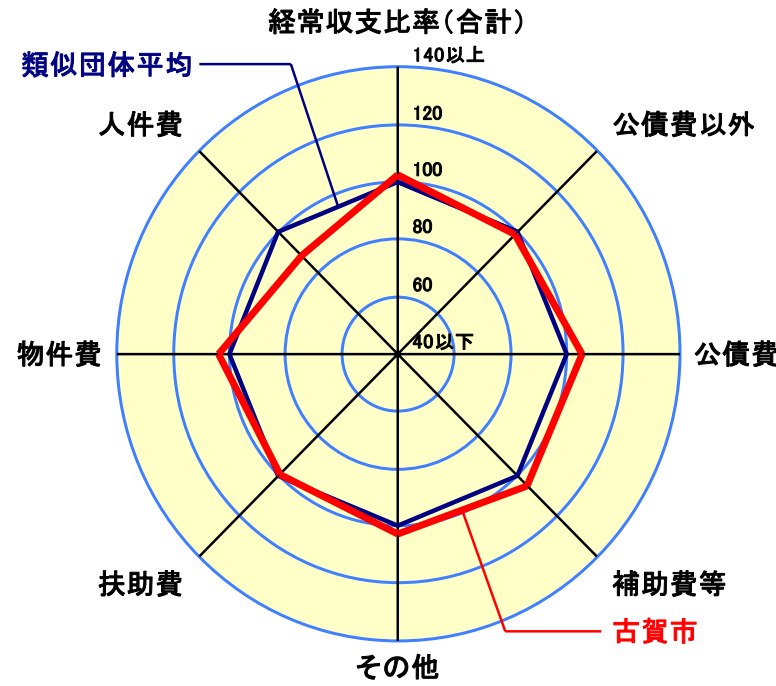 経常収支比率(合計)
140以上
類似団体平均
人件費
120
公債費以外
100
80
60
40以下
物件費
公債費
扶助費
補助費等
古賀市
その他